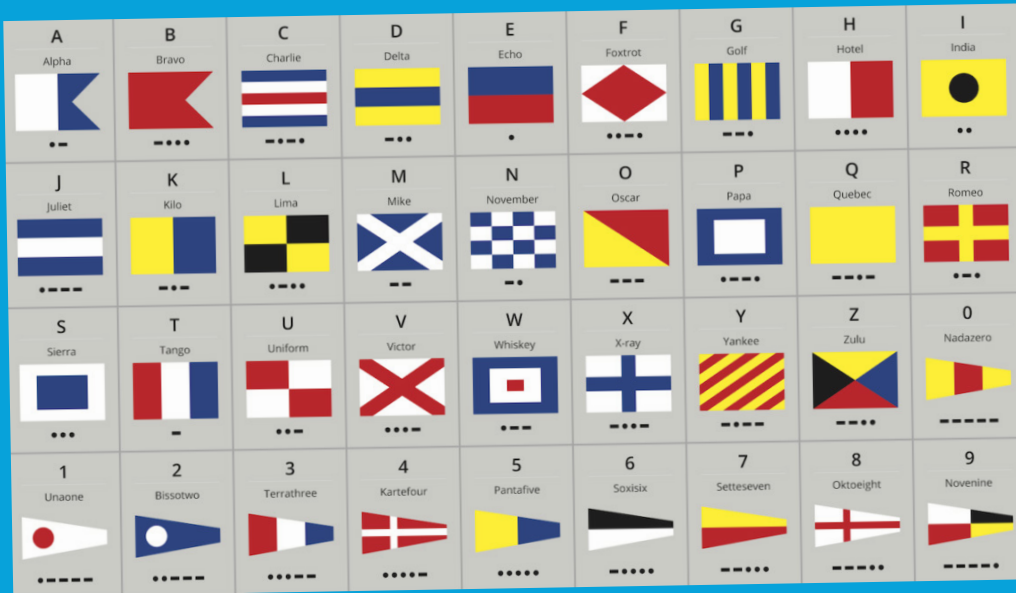 A
Alpha
•–
B
Bravo
–•••
C
Charlie
–•–•
D
Delta
–••
E
Echo
•
F
Foxtrot
••–•
G
Golf
––•
H
Hotel
••••
I
India
••
J
Juliet
•–––
K
Kilo
–•–
L
Lima
•–••
M
Mike
––
N
November
–•
O
Oscar
–––
P
Papa
•––•
Q
Quebec
––•–
R
Romeo
•–•
S
Sierra
•••
T
Tango
–
U
Uniform
••–
V
Victor
•••–
W
Whiskey
•––
X
X-ray
–••–
Y
Yankee
–•––
Z
Zulu
––••
0
Nadazero
–––––
1
Unaone
•––––
2
Bissotwo
••–––
3
Terrathree
•••––
4
Kartefour
••••–
5
Pantafive
•••••
6
Soxisix
–••••
7
Setteseven
––•••
8
Oktoeight
–––••
9
Novenine
––––•